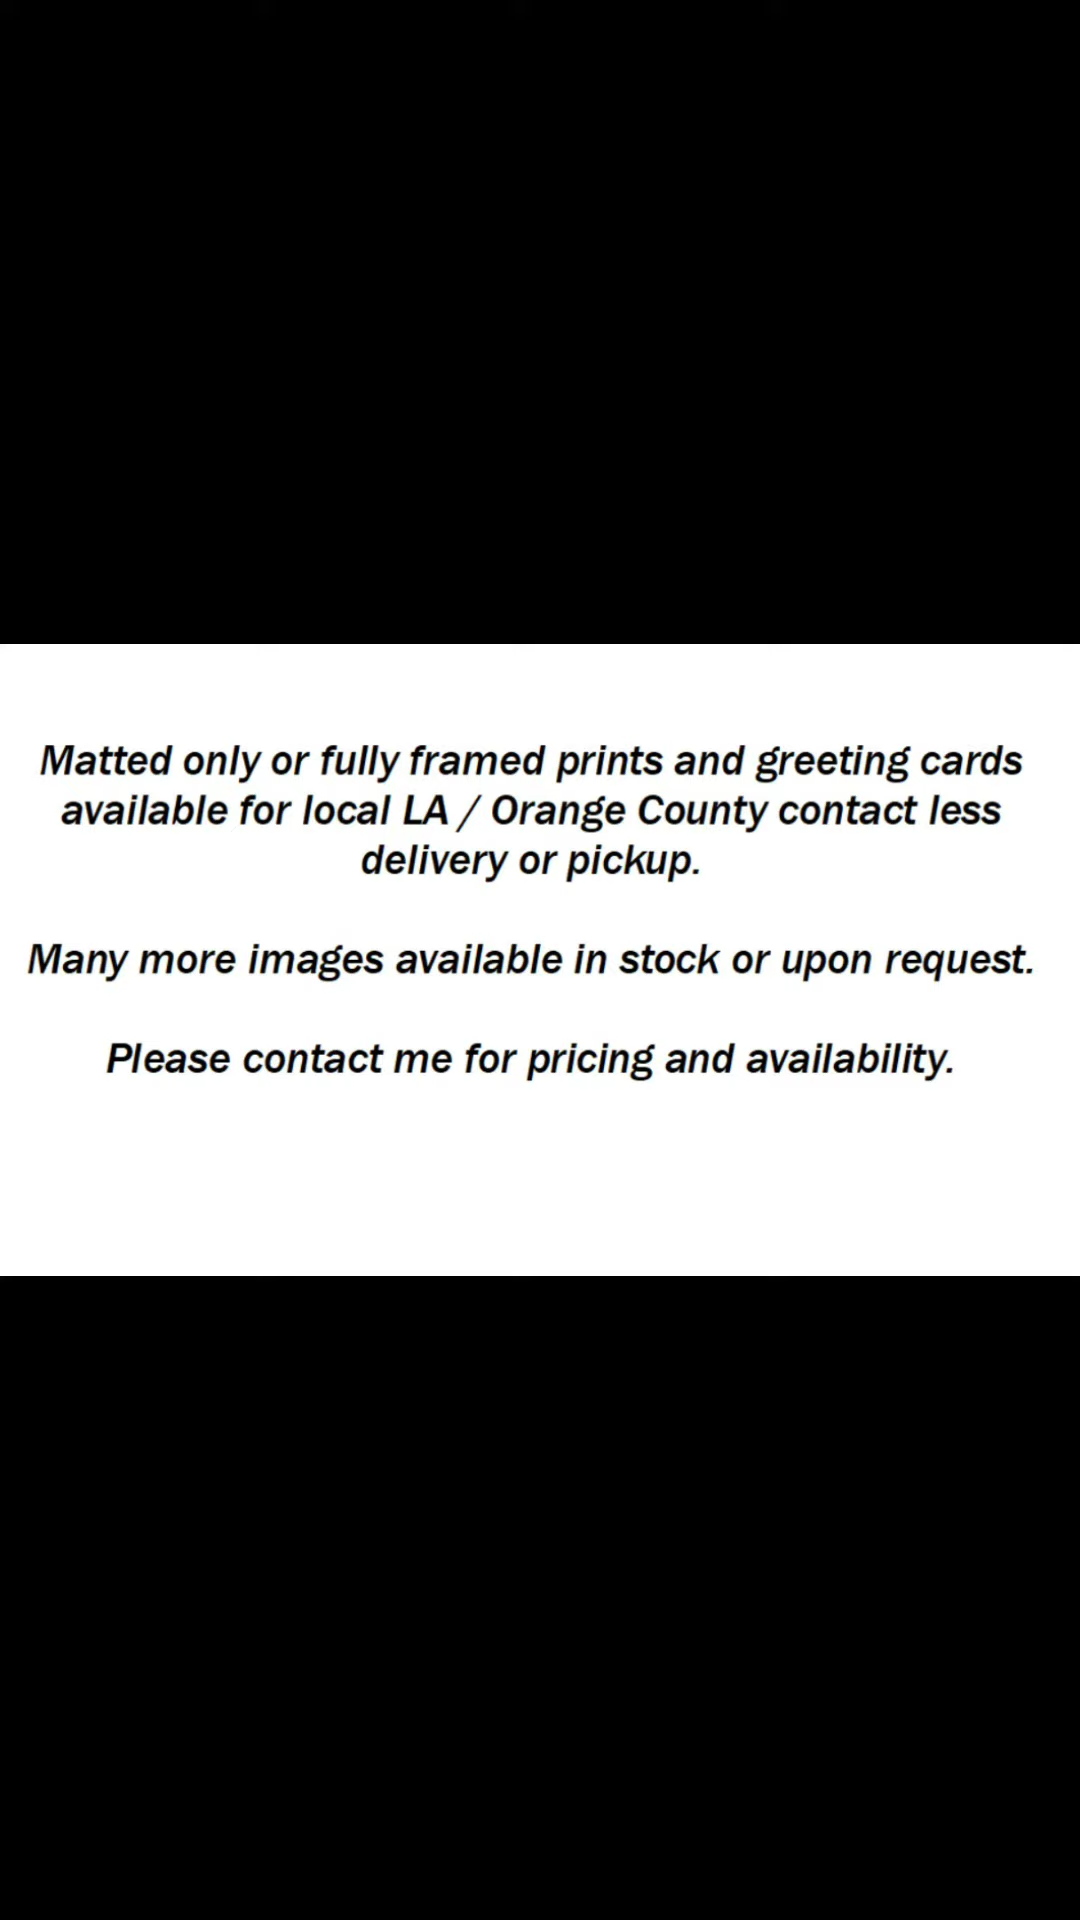 Matted only or fully framed prints and greeting cards
available for local LA / Orange County contact less
delivery or pickup.
Many more images available in stock or upon request.
Please contact me for pricing and availability.